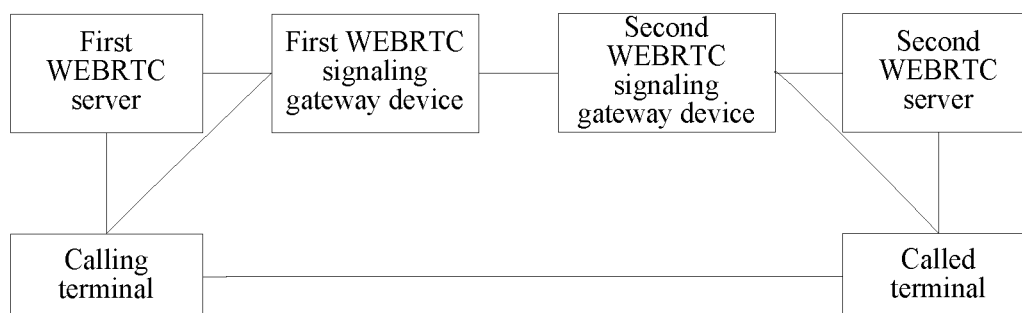 First
WEBRTC
server
First WEBRTC
signaling
gateway device
Second
WEBRTC
signaling
gateway device
Second
WEBRTC
server
Calling
terminal
Called
terminal